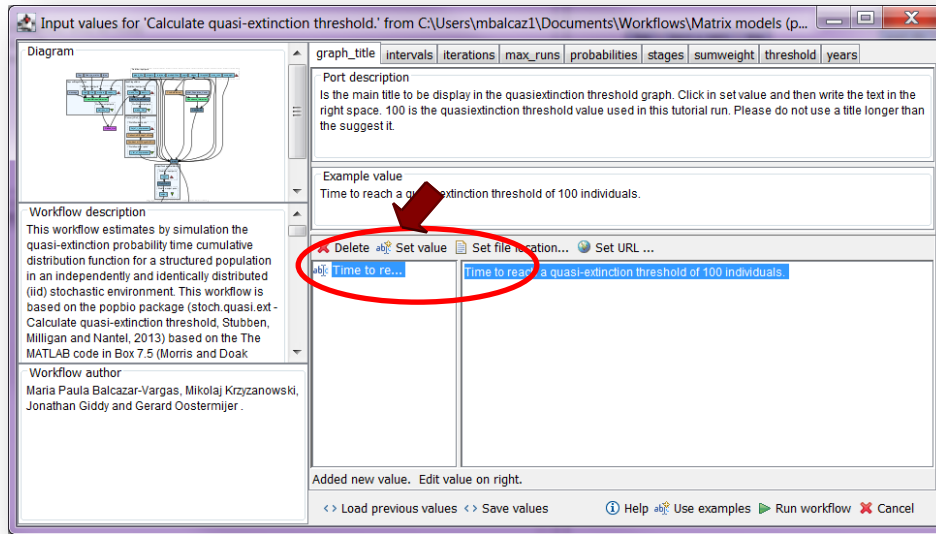 Input values for 'Calculate quasi-extinction threshold.' from C:\Users\mbalcaz1\Documents\Workflows\Matrix models (p...
Diagram
Workflow description
This workflow estimates by simulation the
quasi-extinction probability time cumulative
distribution function for a structured population
in an independently and identically distributed
(iid) stochastic environment. This workflow is
based on the popbio package (stoch.quasi.ext -
Calculate quasi-extinction threshold, Stubben,
Milligan and Nantel, 2013) based on the The
MATLAB code in Box 7.5 (Morris and Doak
Workflow author
Maria Paula Balcazar-Vargas, Mikolaj Krzyzanowski,
Jonathan Giddy and Gerard Oostermijer .
graph_title intervals iterations max_runs probabilities stages sumweight threshold years
Port description
Is the main title to be display in the quasiextinction threshold graph. Click in set value and then write the text in the
right space. 100 is the quasiextinction threshold value used in this tutorial run. Please do not use a title longer than
the suggest it.
Example value
Time to reach a extinction threshold of 100 individuals.
Delete Set value Set file location... Set URL ...
Time to re...
Time to reach a quasi-extinction threshold of 100 individuals.
Added new value. Edit value on right.
Load previous values Save values Help Use examples Run workflow Cancel